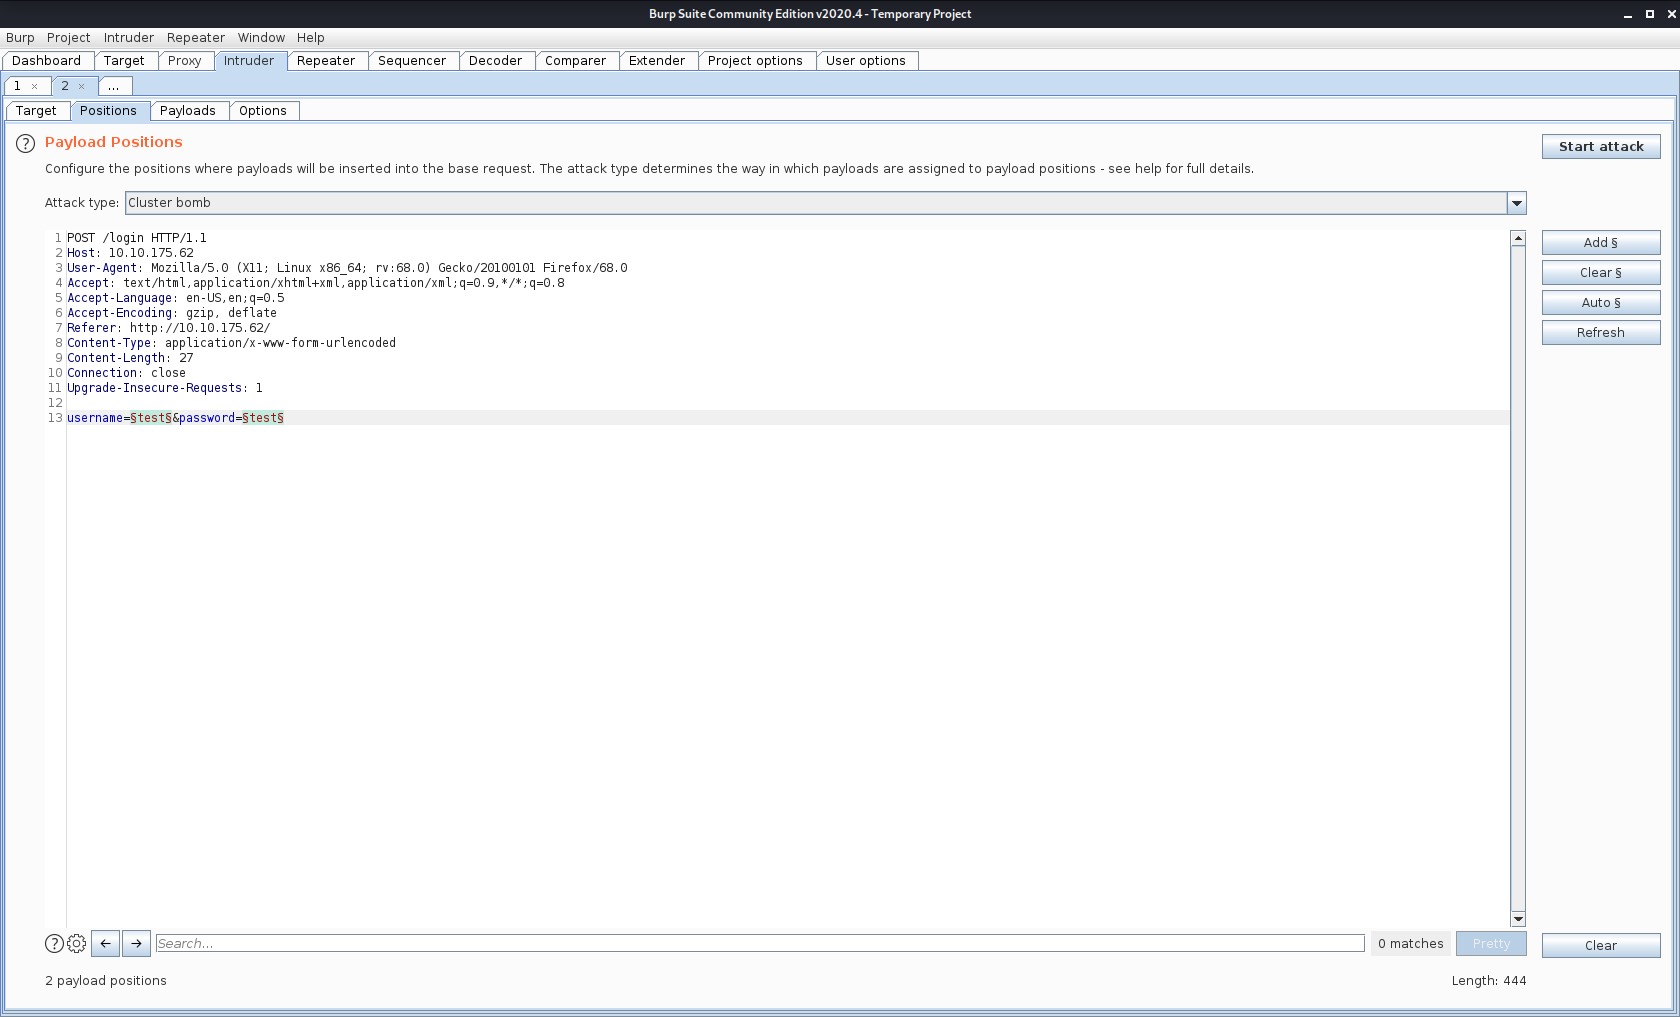 Burp Suite Community Edition v2020.4 - Temporary Project
Burp Project Intruder Repeater Window Help
Dashboard Target Proxy Intruder Repeater Sequencer Decoder Comparer Extender Project options User options
1 × 2 × ...
Target Positions Payloads Options
? Payload Positions
Start attack
Configure the positions where payloads will be inserted into the base request. The attack type determines the way in which payloads are assigned to payload positions - see help for full details.
Attack type: Cluster bomb
1 POST /login HTTP/1.1
2 Host: 10.10.175.62
3 User-Agent: Mozilla/5.0 (X11; Linux x86_64; rv:68.0) Gecko/20100101 Firefox/68.0
4 Accept: text/html,application/xhtml+xml,application/xml;q=0.9,*/*;q=0.8
5 Accept-Language: en-US,en;q=0.5
6 Accept-Encoding: gzip, deflate
7 Referer: http://10.10.175.62/
8 Content-Type: application/x-www-form-urlencoded
9 Content-Length: 27
10 Connection: close
11 Upgrade-Insecure-Requests: 1
12
13 username=§test§&password=§test§
Add §
Clear §
Auto §
Refresh
? ← → Search... 0 matches Pretty Clear
2 payload positions Length: 444